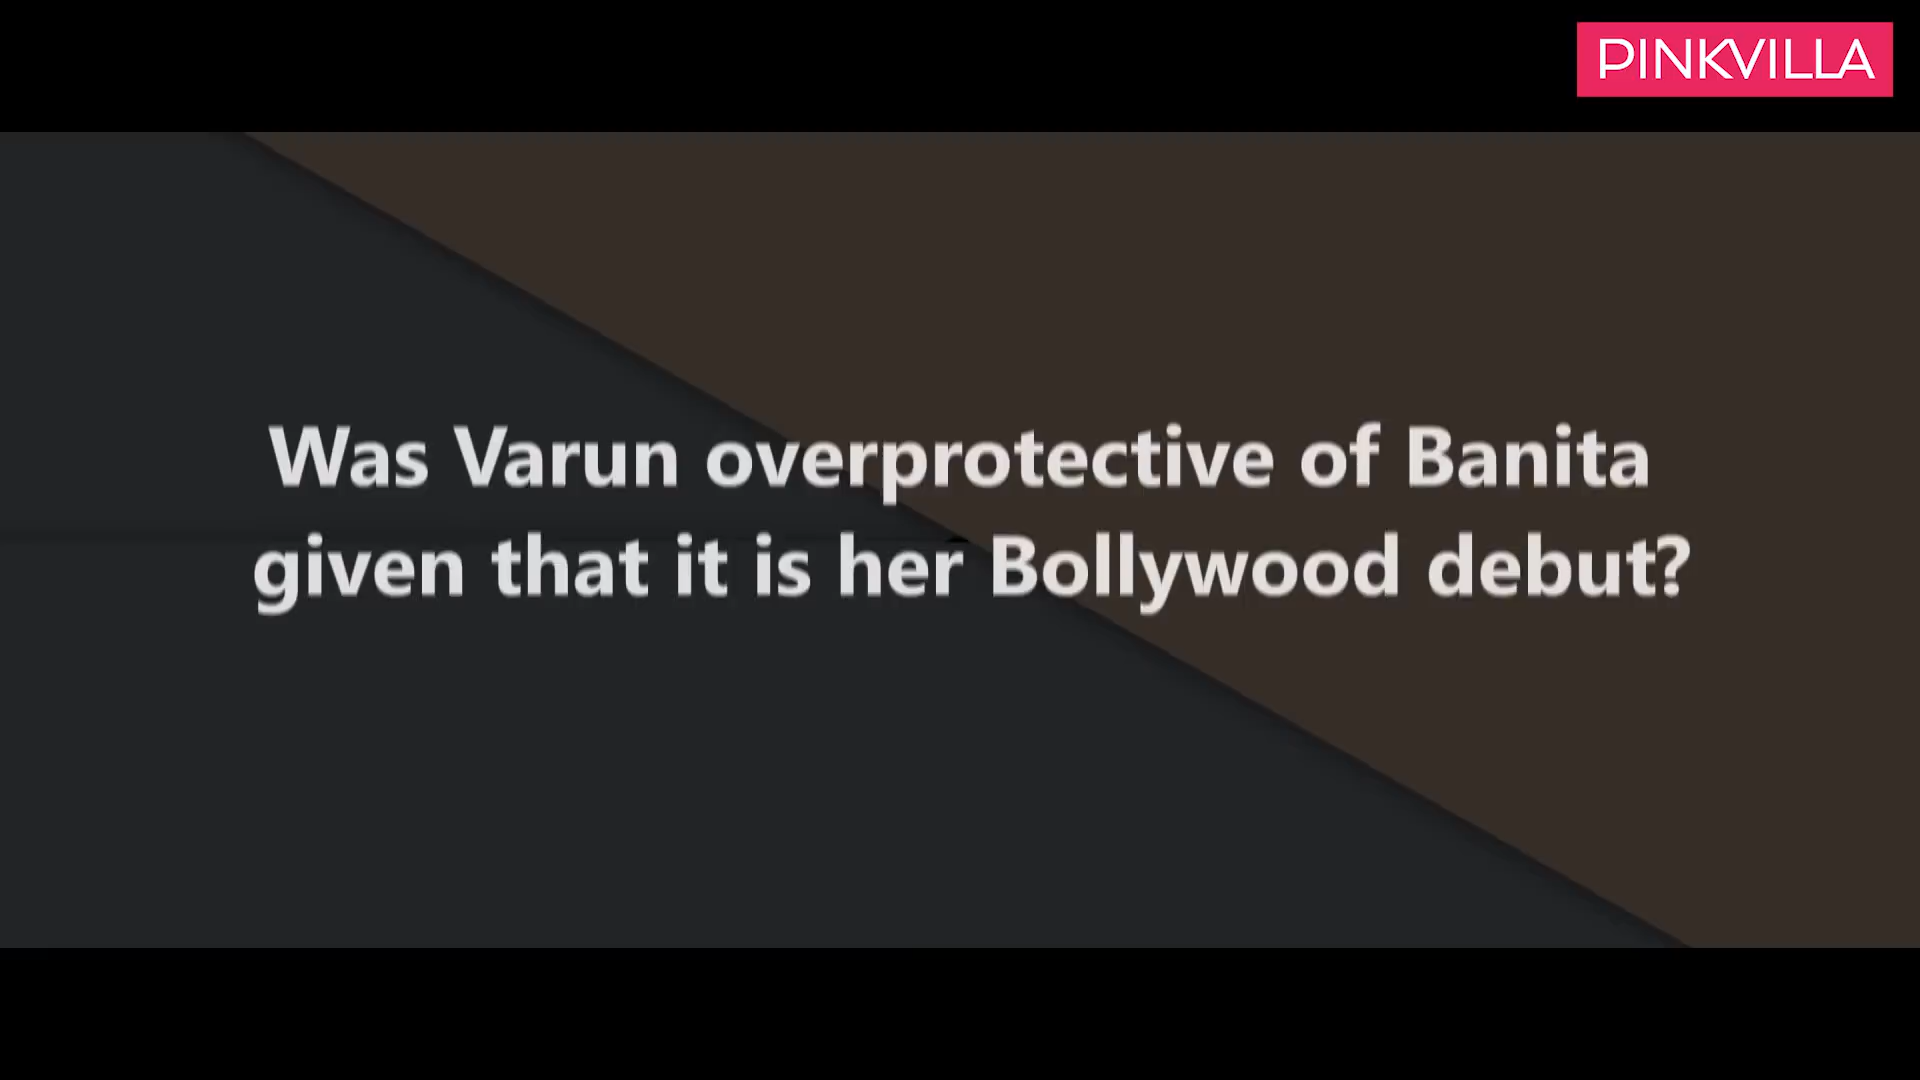 PINKVILLA
Was Varun overprotective of Banita
given that it is her Bollywood debut?